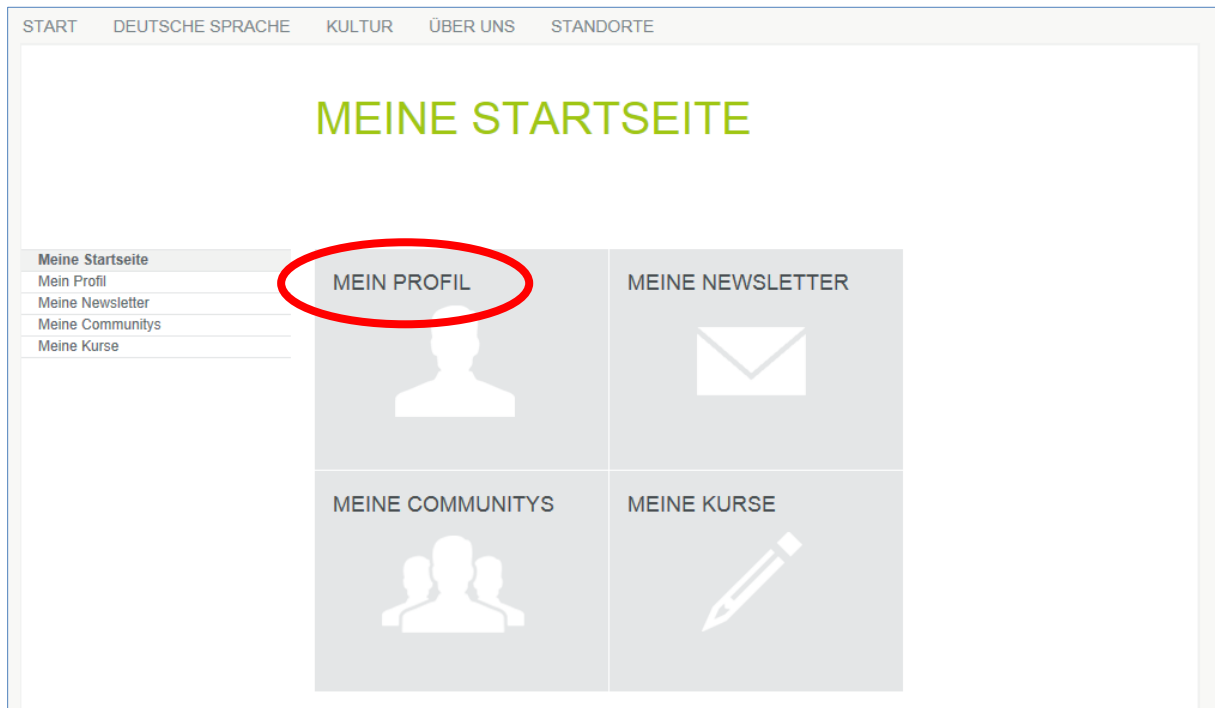 START DEUTSCHE SPRACHE KULTUR ÜBER UNS STANDORTE
MEINE STARTSEITE
Meine Startseite
Mein Profil
Meine Newsletter
Meine Communitys
Meine Kurse
MEIN PROFIL
MEINE NEWSLETTER
MEINE COMMUNITYS
MEINE KURSE